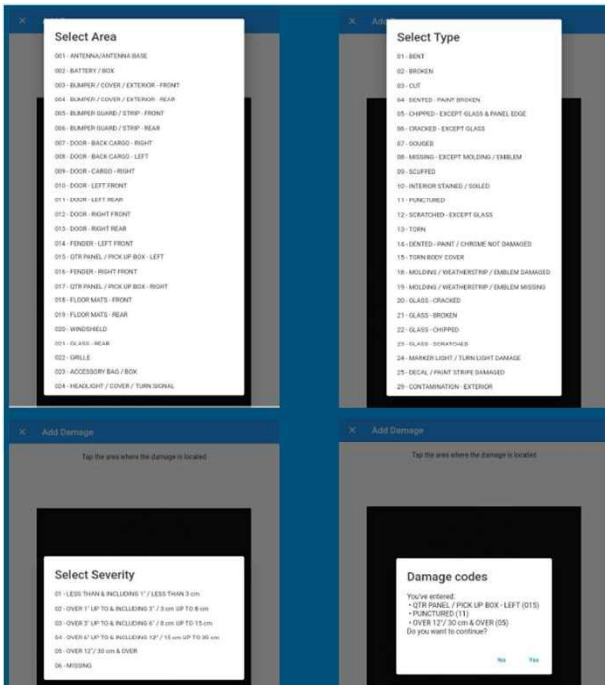 Select Area
001 - ANTENNA/ANTENNA BASE
002 - BATTERY / BOX
003 - BUMPER / COVER / EXTERIOR - FRONT
004 - BUMPER / COVER / EXTERIOR - REAR
005 - BUMPER GUARD / STRIP - FRONT
006 - BUMPER GUARD / STRIP - REAR
007 - DOOR - BACK CARGO - RIGHT
008 - DOOR - BACK CARGO - LEFT
009 - DOOR - CARGO - RIGHT
010 - DOOR - LEFT FRONT
011 - DOOR - LEFT REAR
012 - DOOR - RIGHT FRONT
013 - DOOR - RIGHT REAR
014 - FENDER - LEFT FRONT
015 - QTR PANEL / PICK UP BOX - LEFT
016 - FENDER - RIGHT FRONT
017 - QTR PANEL / PICK UP BOX - RIGHT
018 - FLOOR MATS - FRONT
019 - FLOOR MATS - REAR
020 - WINDSHIELD
021 - GLASS - REAR
022 - GRILLE
023 - ACCESSORY BAG / BOX
024 - HEADLIGHT / COVER / TURN SIGNAL
Select Type
01 - BENT
02 - BROKEN
03 - CUT
04 - DENTED - PAINT BROKEN
05 - CHIPPED - EXCEPT GLASS & PANEL EDGE
06 - CRACKED - EXCEPT GLASS
07 - GOUGED
08 - MISSING - EXCEPT MOLDING / EMBLEM
09 - SCUFFED
10 - INTERIOR STAINED / SOILED
11 - PUNCTURED
12 - SCRATCHED - EXCEPT GLASS
13 - TORN
14 - DENTED - PAINT / CHROME NOT DAMAGED
15 - TORN BODY COVER
18 - MOLDING / WEATHERSTRIP / EMBLEM DAMAGED
19 - MOLDING / WEATHERSTRIP / EMBLEM MISSING
20 - GLASS - CRACKED
21 - GLASS - BROKEN
22 - GLASS - CHIPPED
23 - GLASS - SCRATCHED
24 - MARKER LIGHT / TURN LIGHT DAMAGE
25 - DECAL / PAINT STRIPE DAMAGED
29 - CONTAMINATION - EXTERIOR
× Add Damage
Tap the area where the damage is located
Select Severity
01 - LESS THAN & INCLUDING 1" / LESS THAN 3 cm
02 - OVER 1" UP TO & INCLUDING 3" / 3 cm UP TO 8 cm
03 - OVER 3" UP TO & INCLUDING 6" / 8 cm UP TO 15 cm
04 - OVER 6" UP TO & INCLUDING 12" / 15 cm UP TO 30 cm
05 - OVER 12"/ 30 cm & OVER
06 - MISSING
× Add Damage
Tap the area where the damage is located
Damage codes
You've entered:
• QTR PANEL / PICK UP BOX - LEFT (015)
• PUNCTURED (11)
• OVER 12"/ 30 cm & OVER (05)
Do you want to continue?
No Yes